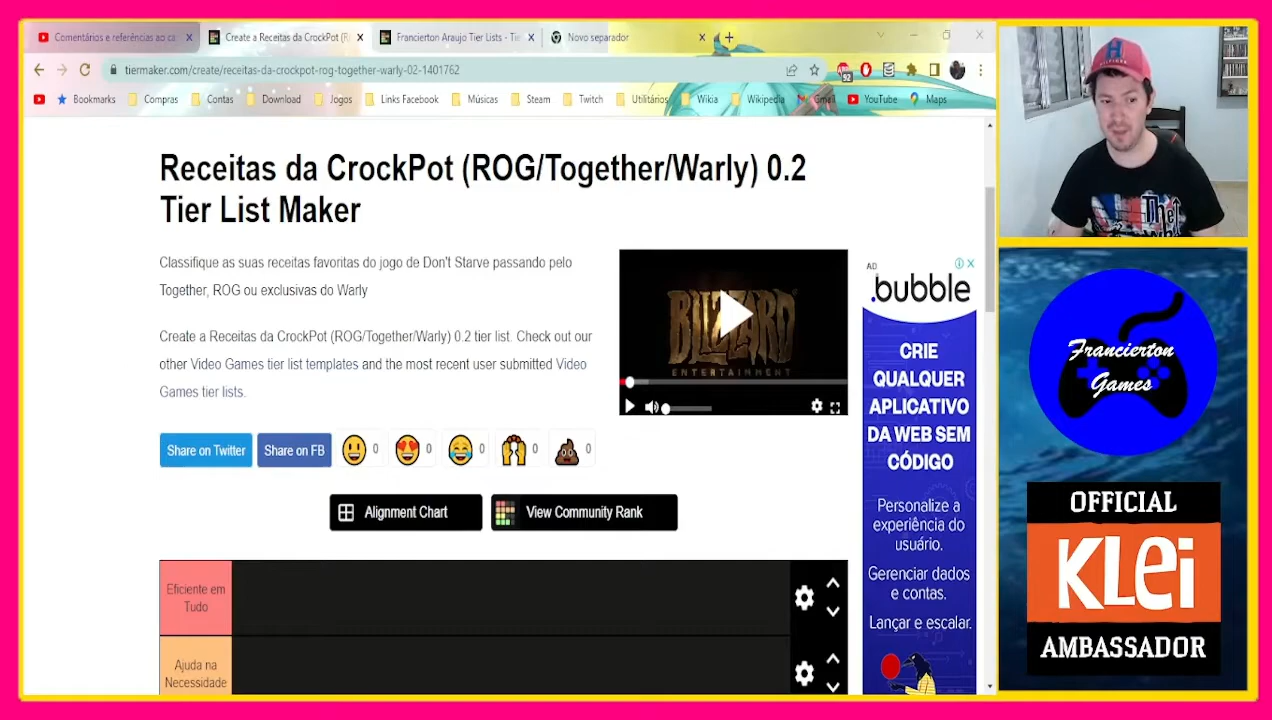 Comentários e referências ao ca
Create a Receitas da CrockPot (R
Francierton Araujo Tier Lists - Tie
Novo separador
tiermaker.com/create/receitas-da-crockpot-rog-together-warly-02-1401762
92
Bookmarks
Compras
Contas
Download
Jogos
Links Facebook
Músicas
Steam
Twitch
Utilitários
Wikia
Wikipedia
Gmail
YouTube
Maps
Receitas da CrockPot (ROG/Together/Warly) 0.2
Tier List Maker
Classifique as suas receitas favoritas do jogo de Don't Starve passando pelo
Together, ROG ou exclusivas do Warly
Create a Receitas da CrockPot (ROG/Together/Warly) 0.2 tier list. Check out our
other Video Games tier list templates and the most recent user submitted Video
Games tier lists.
BLIZZARD
ENTERTAINMENT
Share on Twitter
Share on FB
0
0
0
0
0
Alignment Chart
View Community Rank
Eficiente em
Tudo
Ajuda na
Necessidade
AD
.bubble
CRIE
QUALQUER
APLICATIVO
DA WEB SEM
CÓDIGO
Personalize a
experiência do
usuário.
Gerenciar dados
e contas.
Lançar e escalar.
The
Francierton
Games
OFFICIAL
KLei
AMBASSADOR